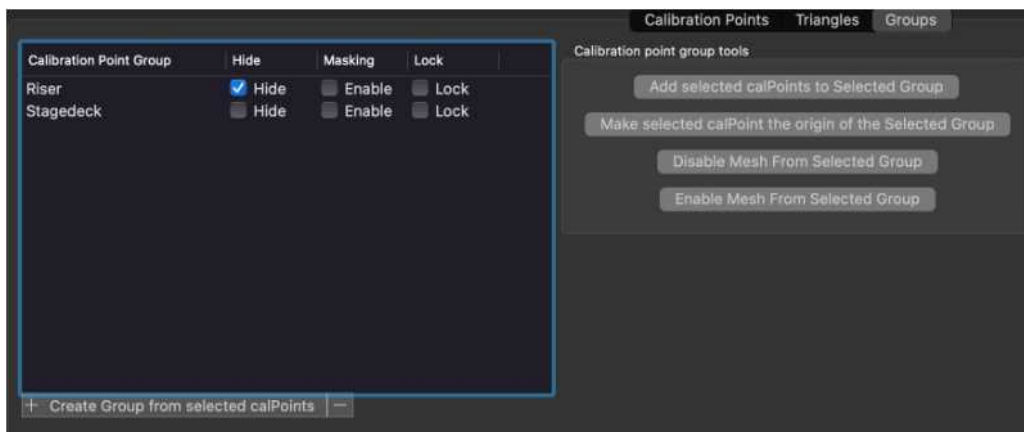 Calibration Points Triangles Groups
Calibration Point Group Hide Masking Lock
Riser Hide Enable Lock
Stagedeck Hide Enable Lock
+ Create Group from selected calPoints −
Calibration point group tools
Add selected calPoints to Selected Group
Make selected calPoint the origin of the Selected Group
Disable Mesh From Selected Group
Enable Mesh From Selected Group